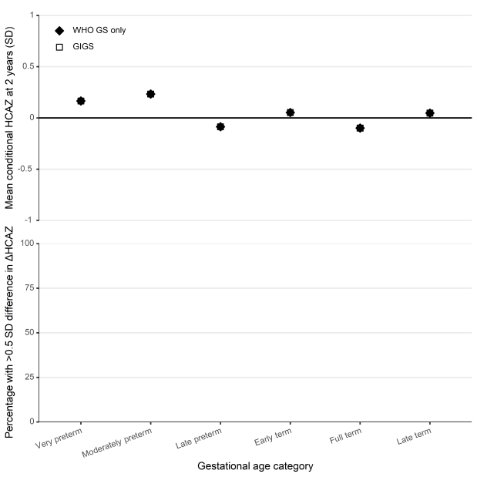 Mean conditional HCAZ at 2 years (SD)
1
0.5
0
-0.5
-1
WHO GS only
GIGS
Percentage with >0.5 SD difference in ΔHCAZ
100
75
50
25
0
Very preterm
Moderately preterm
Late preterm
Early term
Full term
Late term
Gestational age category